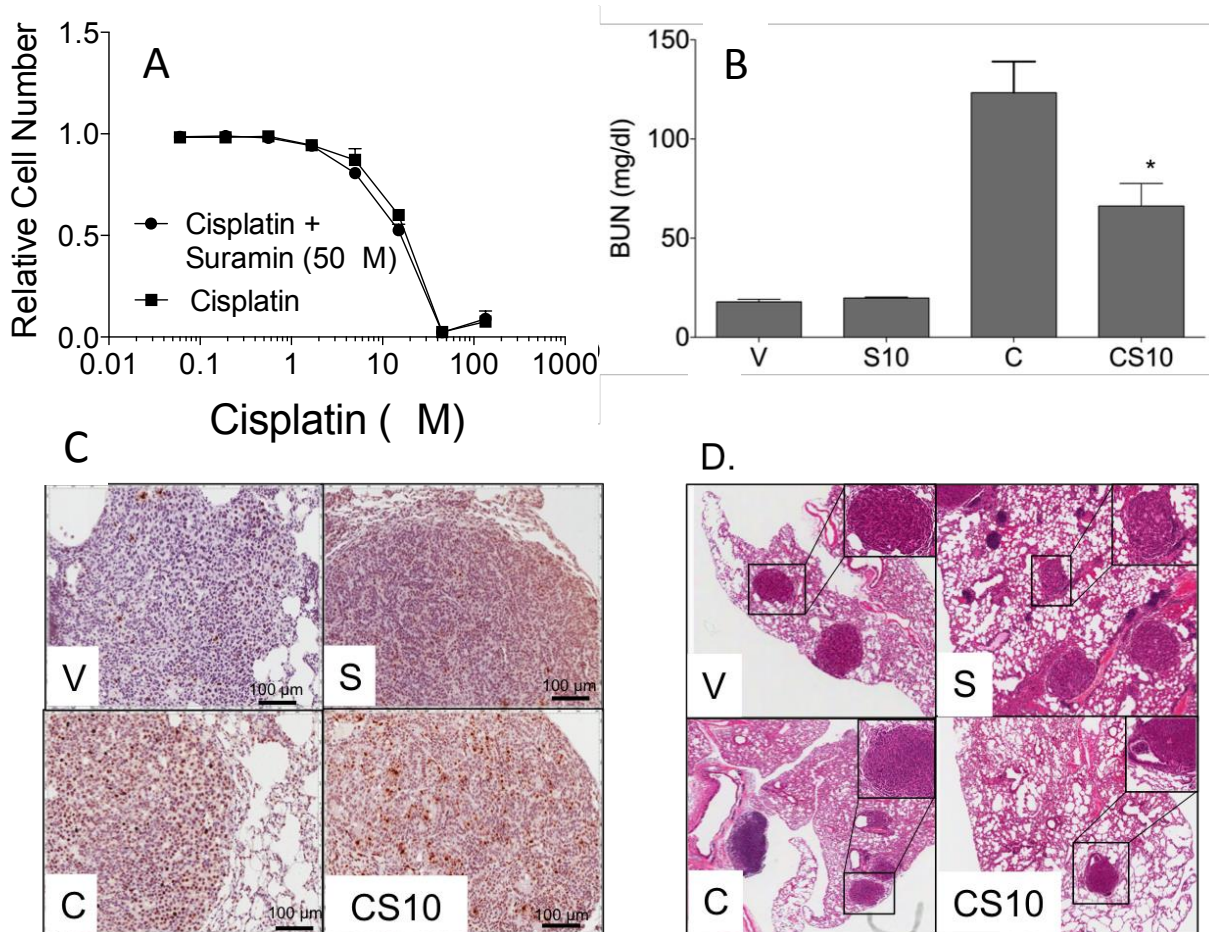 A
1.5
1.0
0.5
0.0
Relative Cell Number
Cisplatin +
Suramin (50 M)
Cisplatin
0.01 0.1 1 10 100 1000
Cisplatin ( M)
B
150
100
50
0
BUN (mg/dl)
*
V S10 C CS10
C
V
100 µm
S
100 µm
C
100 µm
CS10
100 µm
D.
V
S
C
CS10